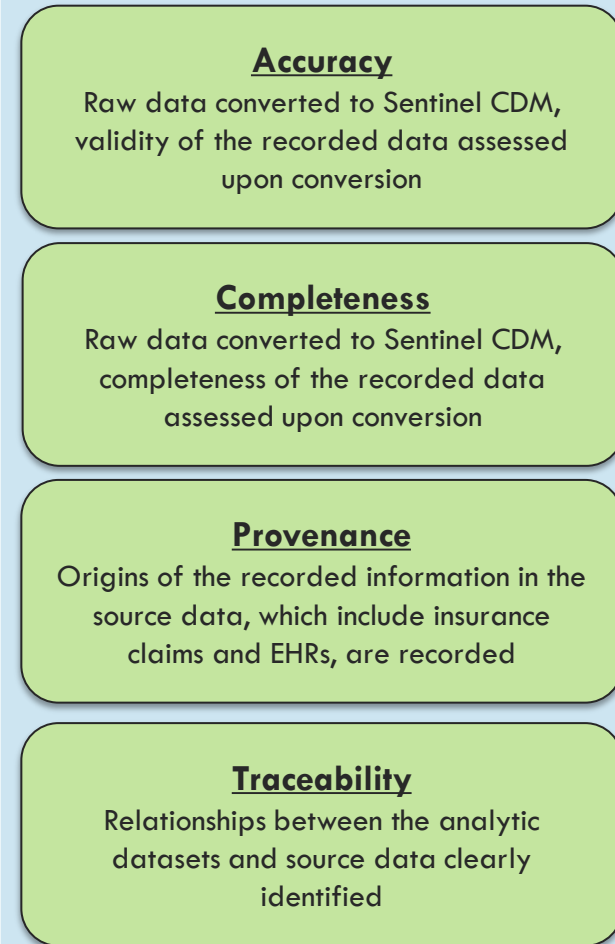 Accuracy
Raw data converted to Sentinel CDM,
validity of the recorded data assessed
upon conversion
Completeness
Raw data converted to Sentinel CDM,
completeness of the recorded data
assessed upon conversion
Provenance
Origins of the recorded information in the
source data, which include insurance
claims and EHRs, are recorded
Traceability
Relationships between the analytic
datasets and source data clearly
identified